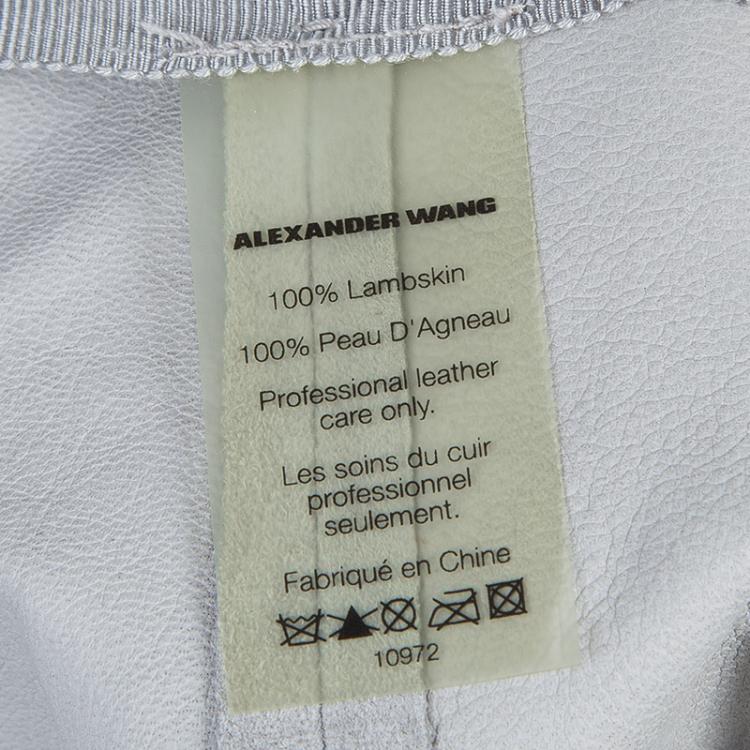 ALEXANDER WANG
100% Lambskin
100% Peau D'Agneau
Professional leather
care only.
Les soins du cuir
professionnel
seulement.
Fabriqué en Chine
10972